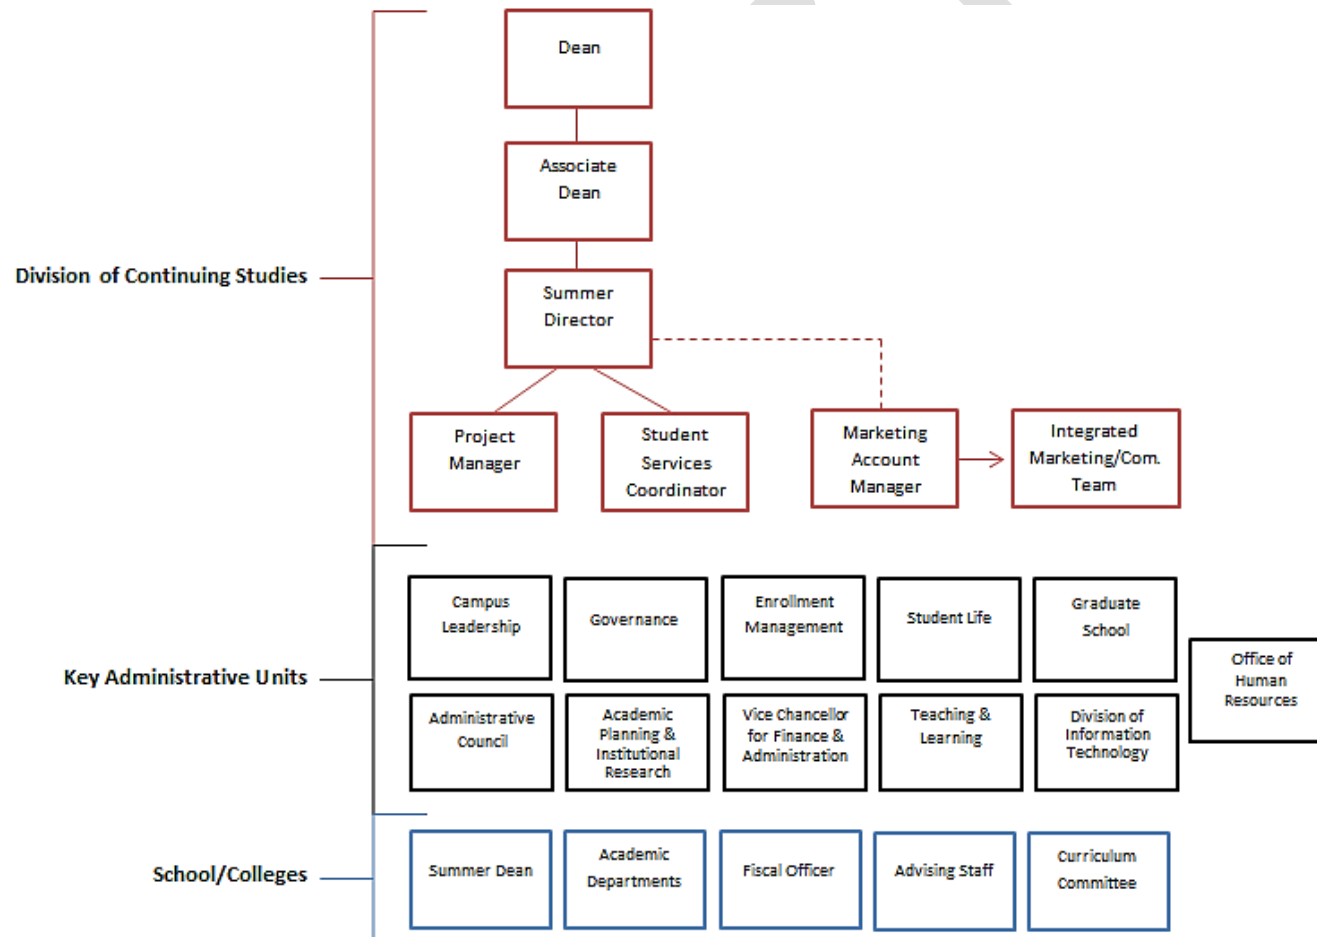 Dean
Associate
Dean
Division of Continuing Studies
Summer
Director
Project
Manager
Student
Services
Coordinator
Marketing
Account
Manager
Integrated
Marketing/Com.
Team
Key Administrative Units
Campus
Leadership
Governance
Enrollment
Management
Student Life
Graduate
School
Office of
Human
Resources
Administrative
Council
Academic
Planning &
Institutional
Research
Vice Chancellor
for Finance &
Administration
Teaching &
Learning
Division of
Information
Technology
School/Colleges
Summer Dean
Academic
Departments
Fiscal Officer
Advising Staff
Curriculum
Committee